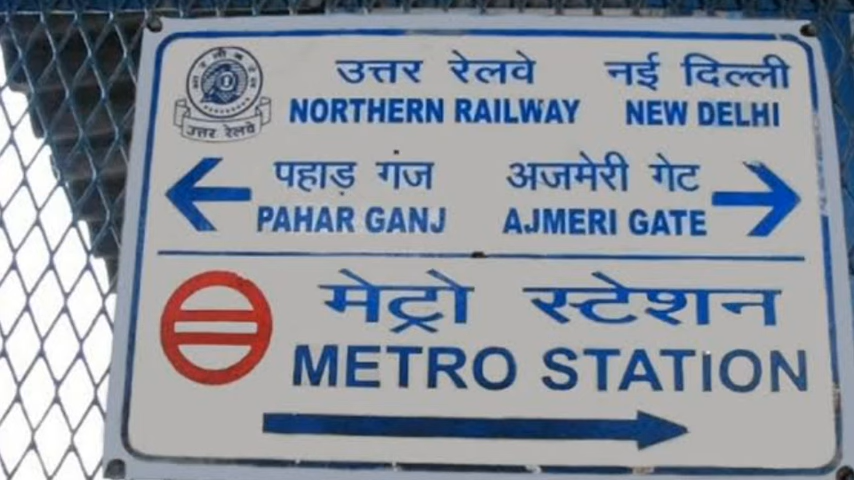 उत्तर रेलवे नई दिल्ली
NORTHERN RAILWAY NEW DELHI
उत्तर रेलवे
पहाड़ गंज अजमेरी गेट
PAHAR GANJ AJMERI GATE
मेट्रो स्टेशन
METRO STATION